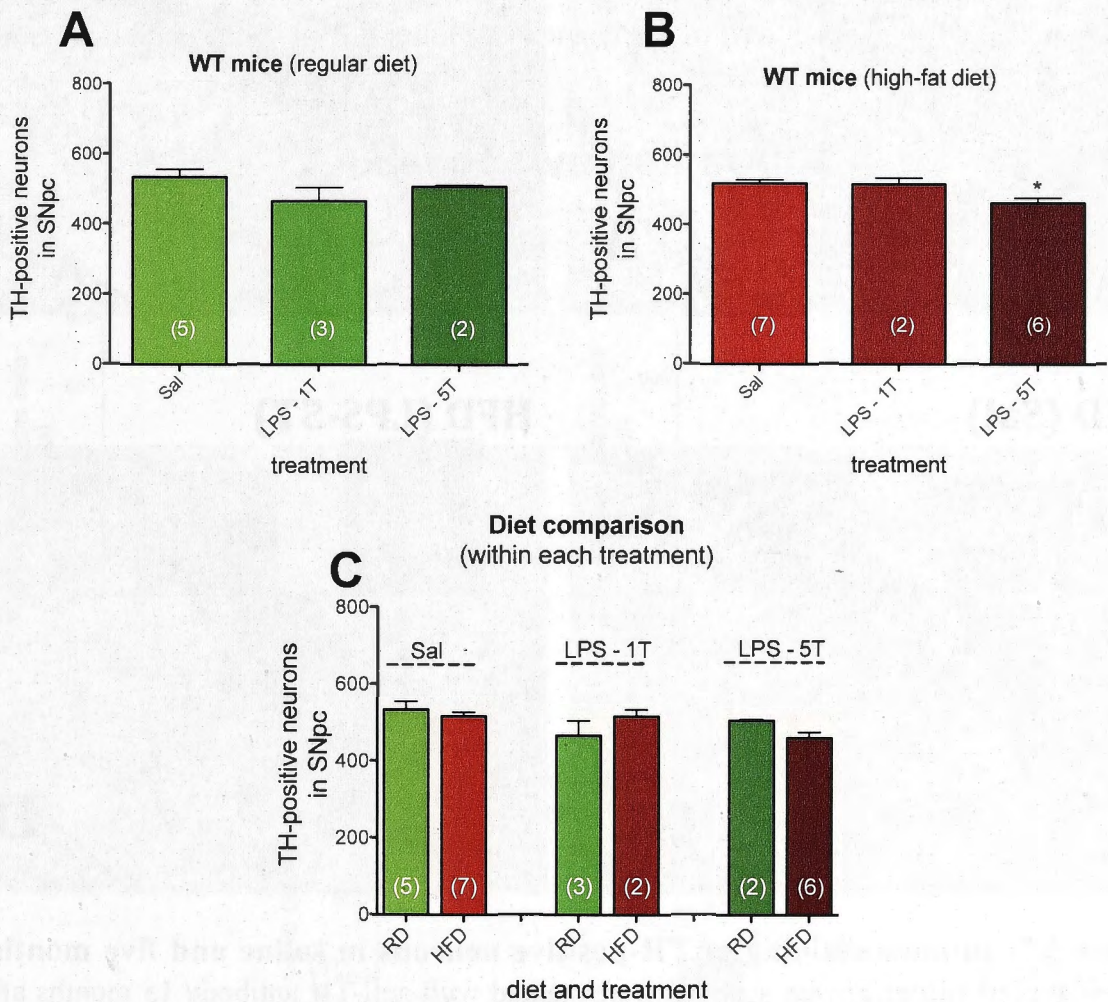 A
WT mice (regular diet)
TH-positive neurons
in SNpc
800
600
400
200
0
(5)
(3)
(2)
Sal
LPS - 1T
LPS - 5T
treatment
B
WT mice (high-fat diet)
TH-positive neurons
in SNpc
800
600
400
200
0
*
(7)
(2)
(6)
Sal
LPS - 1T
LPS - 5T
treatment
HFD (LPS-5T)
Diet comparison
(within each treatment)
C
TH-positive neurons
in SNpc
800
600
400
200
0
Sal
LPS - 1T
LPS - 5T
(5)
(7)
(3)
(2)
(2)
(6)
RD
HFD
RD
HFD
RD
HFD
diet and treatment